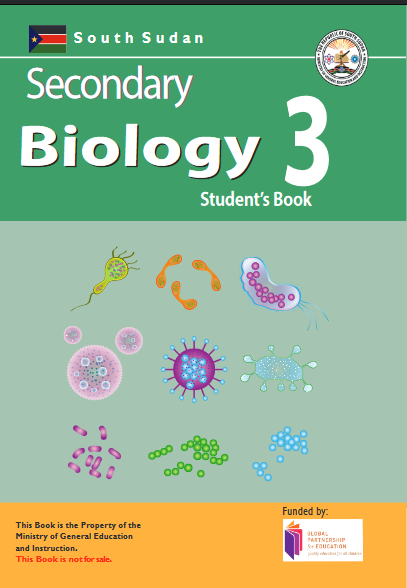 South Sudan
Secondary
Biology 3
Student's Book
This Book is the Property of the
Ministry of General Education
and Instruction.
This Book is not for sale.
Funded by:
GLOBAL
PARTNERSHIP
for EDUCATION
quality education for all children